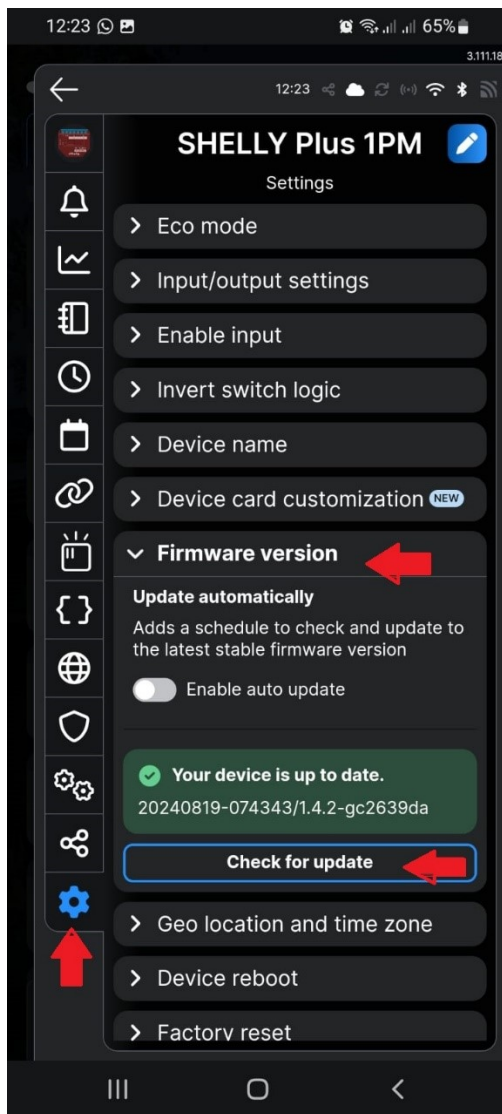 12:23 65%
3.111.18
12:23
SHELLY Plus 1PM
Settings
Eco mode
Input/output settings
Enable input
Invert switch logic
Device name
Device card customization NEW
Firmware version
Update automatically
Adds a schedule to check and update to
the latest stable firmware version
Enable auto update
Your device is up to date.
20240819-074343/1.4.2-gc2639da
Check for update
Geo location and time zone
Device reboot
Factory reset